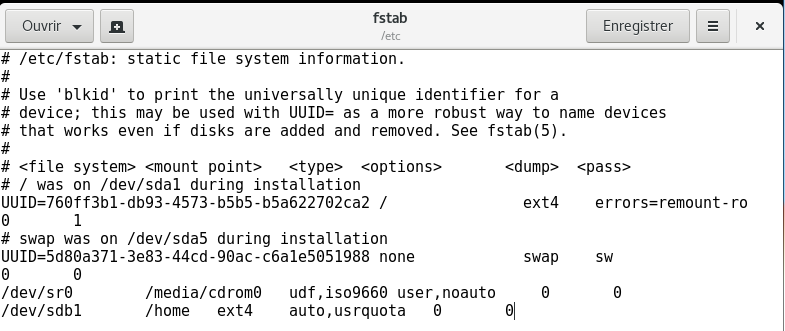 Ouvrir
fstab
/etc
Enregistrer
# /etc/fstab: static file system information.
#
# Use 'blkid' to print the universally unique identifier for a
# device; this may be used with UUID= as a more robust way to name devices
# that works even if disks are added and removed. See fstab(5).
#
# <file system> <mount point>   <type>  <options>       <dump>  <pass>
# / was on /dev/sda1 during installation
UUID=760ff3b1-db93-4573-b5b5-b5a622702ca2 /                 ext4    errors=remount-ro
0       1
# swap was on /dev/sda5 during installation
UUID=5d80a371-3e83-44cd-90ac-c6a1e5051988 none              swap    sw
0       0
/dev/sr0        /media/cdrom0   udf,iso9660 user,noauto     0       0
/dev/sdb1       /home   ext4    auto,usrquota   0       0